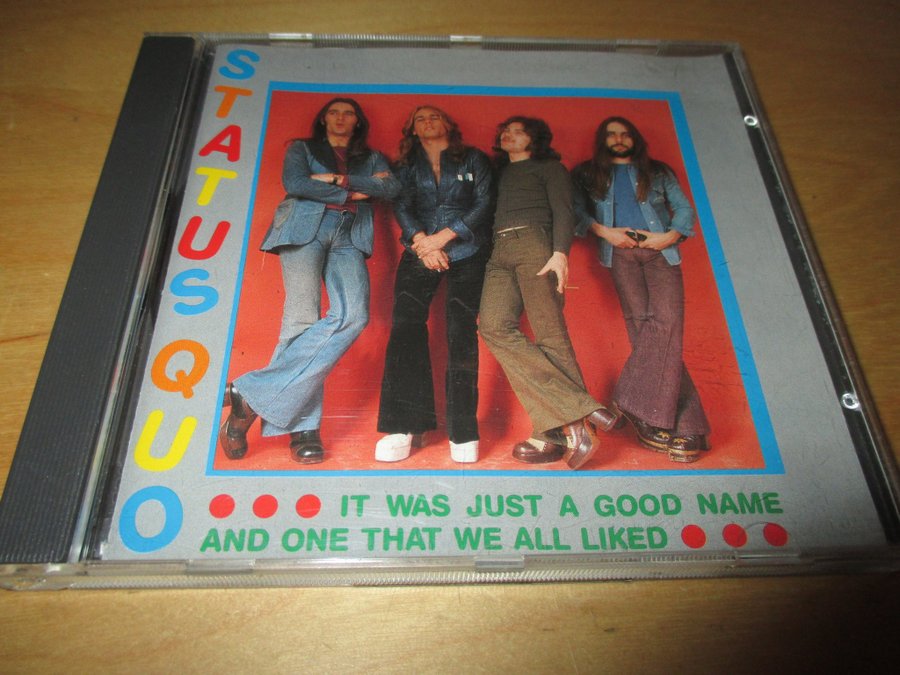 STATUS QUO
● ● ● IT WAS JUST A GOOD NAME
AND ONE THAT WE ALL LIKED ● ● ●